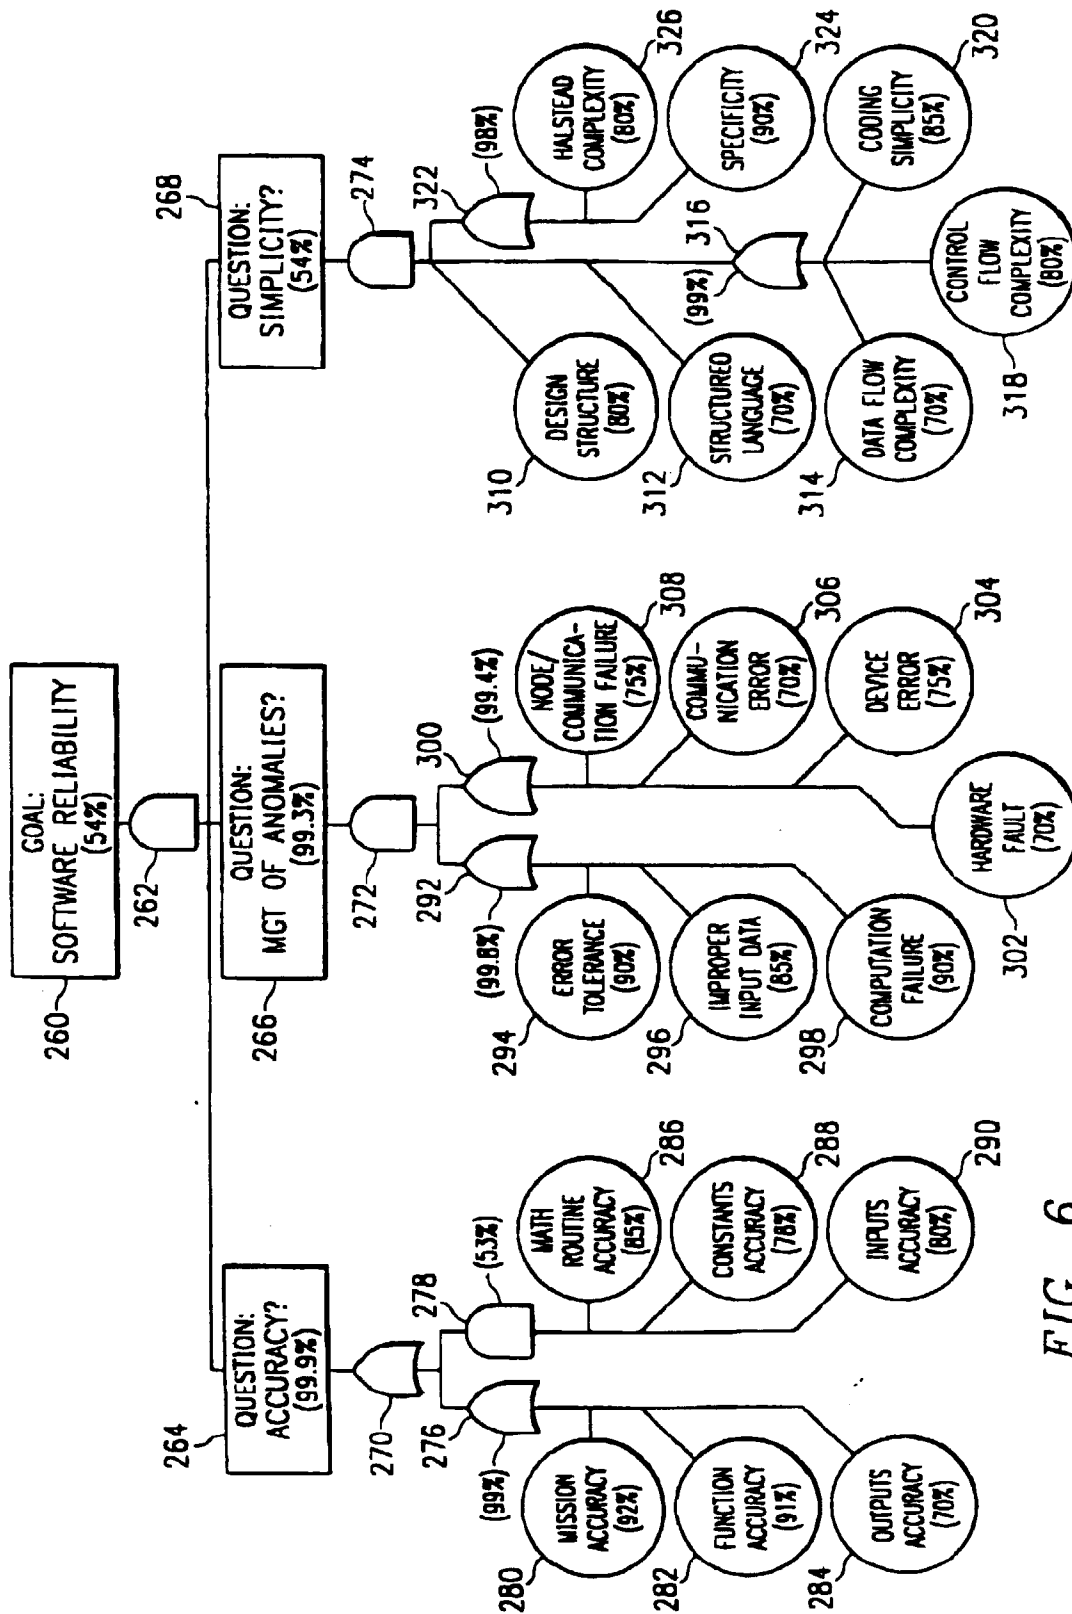 260
GOAL:
SOFTWARE RELIABILITY
(54%)
262
264
QUESTION:
ACCURACY?
(99.9%)
266
QUESTION:
MGT OF ANOMALIES?
(99.3%)
268
QUESTION:
SIMPLICITY?
(54%)
270
272
274
(99%)
276
278
(53%)
280
MISSION
ACCURACY
(92%)
282
FUNCTION
ACCURACY
(91%)
284
OUTPUTS
ACCURACY
(70%)
MATH
ROUTINE
ACCURACY
(85%)
286
CONSTANTS
ACCURACY
(78%)
288
INPUTS
ACCURACY
(80%)
290
(99.8%)
292
300
(99.4%)
294
ERROR
TOLERANCE
(90%)
296
IMPROPER
INPUT DATA
(85%)
298
COMPUTATION
FAILURE
(90%)
NODE/
COMMUNICA-
TION FAILURE
(75%)
308
COMMU-
NICATION
ERROR
(70%)
306
DEVICE
ERROR
(75%)
304
302
HARDWARE
FAULT
(70%)
322
(98%)
310
DESIGN
STRUCTURE
(80%)
312
STRUCTURED
LANGUAGE
(70%)
314
DATA FLOW
COMPLEXITY
(70%)
(99%)
316
HALSTEAD
COMPLEXITY
(80%)
326
SPECIFICITY
(90%)
324
CODING
SIMPLICITY
(85%)
320
318
CONTROL
FLOW
COMPLEXITY
(80%)
FIG. 6